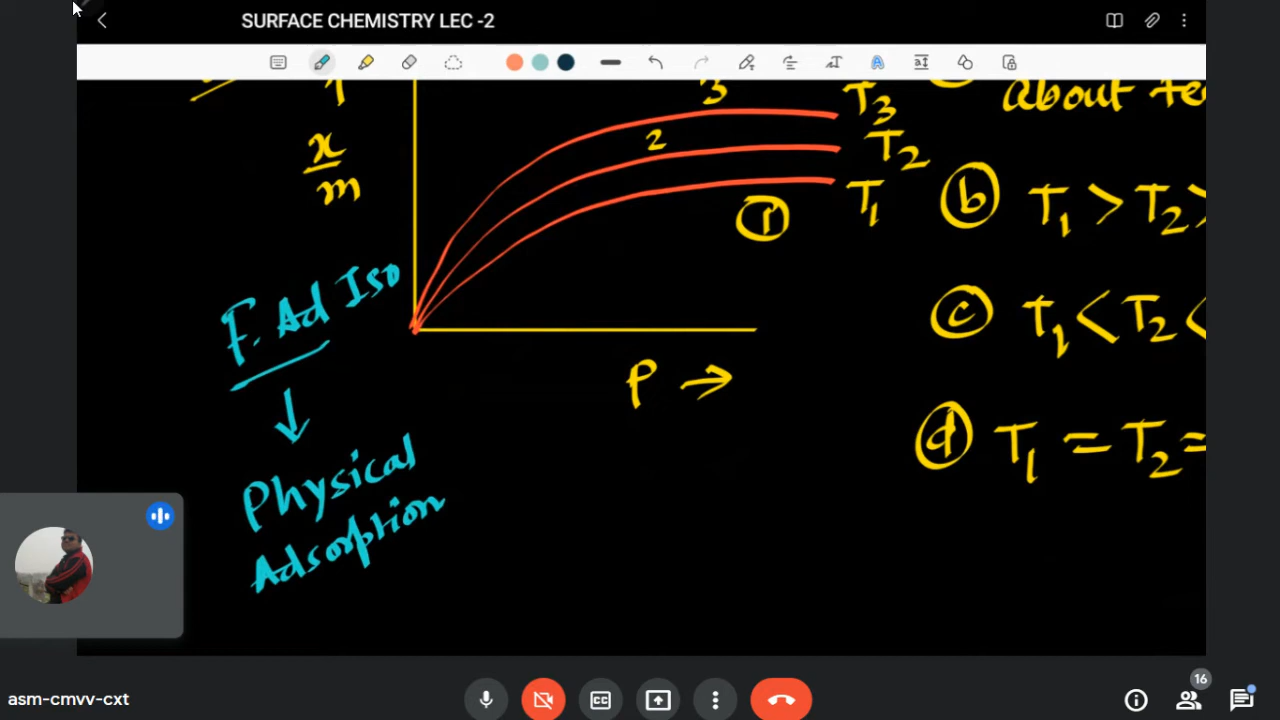 SURFACE CHEMISTRY LEC -2
3 T3
about
x/m
2 T2
1 T1
b T1 > T2 >
F. Ad Iso
c T1 < T2 <
P →
d T1 = T2 =
Physical
Adsorption
asm-cmvv-cxt
CC
16